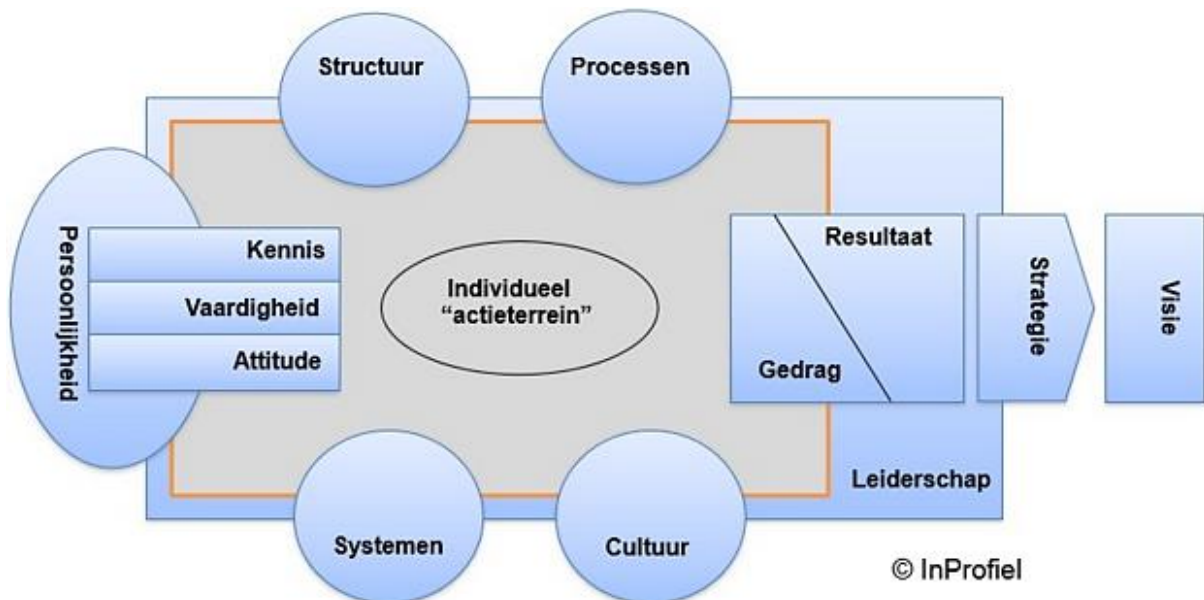 Structuur
Processen
Persoonlijkheid
Kennis
Vaardigheid
Attitude
Individueel
“actieterrein”
Resultaat
Gedrag
Strategie
Visie
Leiderschap
Systemen
Cultuur
© InProfiel